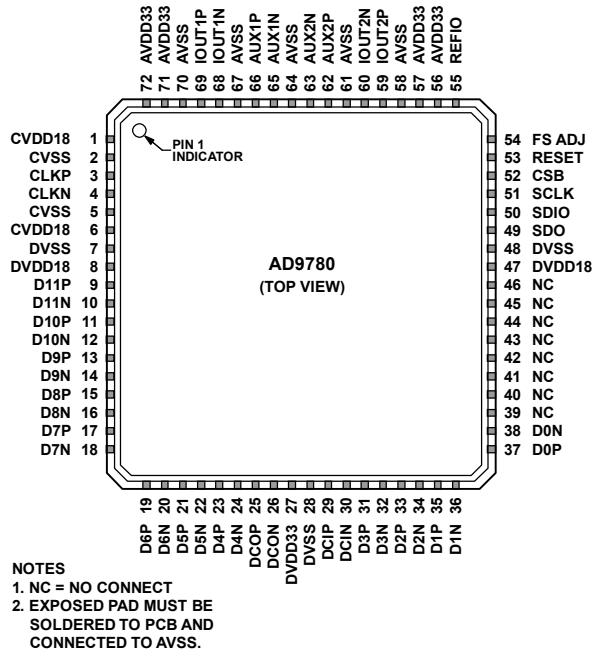 72 AVDD33
71 AVDD33
70 AVSS
69 IOUT1P
68 IOUT1N
67 AVSS
66 AUX1P
65 AUX1N
64 AVSS
63 AUX2N
62 AUX2P
61 AVSS
60 IOUT2N
59 IOUT2P
58 AVSS
57 AVDD33
56 AVDD33
55 REFIO
CVDD18 1
CVSS 2
CLKP 3
CLKN 4
CVSS 5
CVDD18 6
DVSS 7
DVDD18 8
D11P 9
D11N 10
D10P 11
D10N 12
D9P 13
D9N 14
D8P 15
D8N 16
D7P 17
D7N 18
PIN 1
INDICATOR
AD9780
(TOP VIEW)
54 FS ADJ
53 RESET
52 CSB
51 SCLK
50 SDIO
49 SDO
48 DVSS
47 DVDD18
46 NC
45 NC
44 NC
43 NC
42 NC
41 NC
40 NC
39 NC
38 D0N
37 D0P
D6P 19
D6N 20
D5P 21
D5N 22
D4P 23
D4N 24
DCOP 25
DCON 26
DVDD33 27
DVSS 28
DCIP 29
DCIN 30
D3P 31
D3N 32
D2P 33
D2N 34
D1P 35
D1N 36
NOTES
1. NC = NO CONNECT
2. EXPOSED PAD MUST BE
SOLDERED TO PCB AND
CONNECTED TO AVSS.